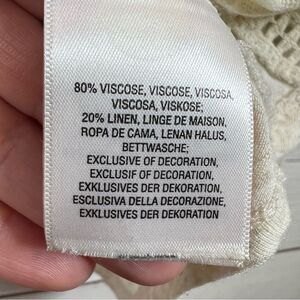 80% VISCOSE, VISCOSE, VISCOSA,
VISCOSA, VISKOSE;
20% LINEN, LINGE DE MAISON,
ROPA DE CAMA, LENAN HALUS,
BETTWASCHE;
EXCLUSIVE OF DECORATION,
EXCLUSIF OF DECORATION,
EXKLUSIVES DER DEKORATION,
ESCLUSIVA DELLA DECORAZIONE,
EXKLUSIVES DER DEKORATION